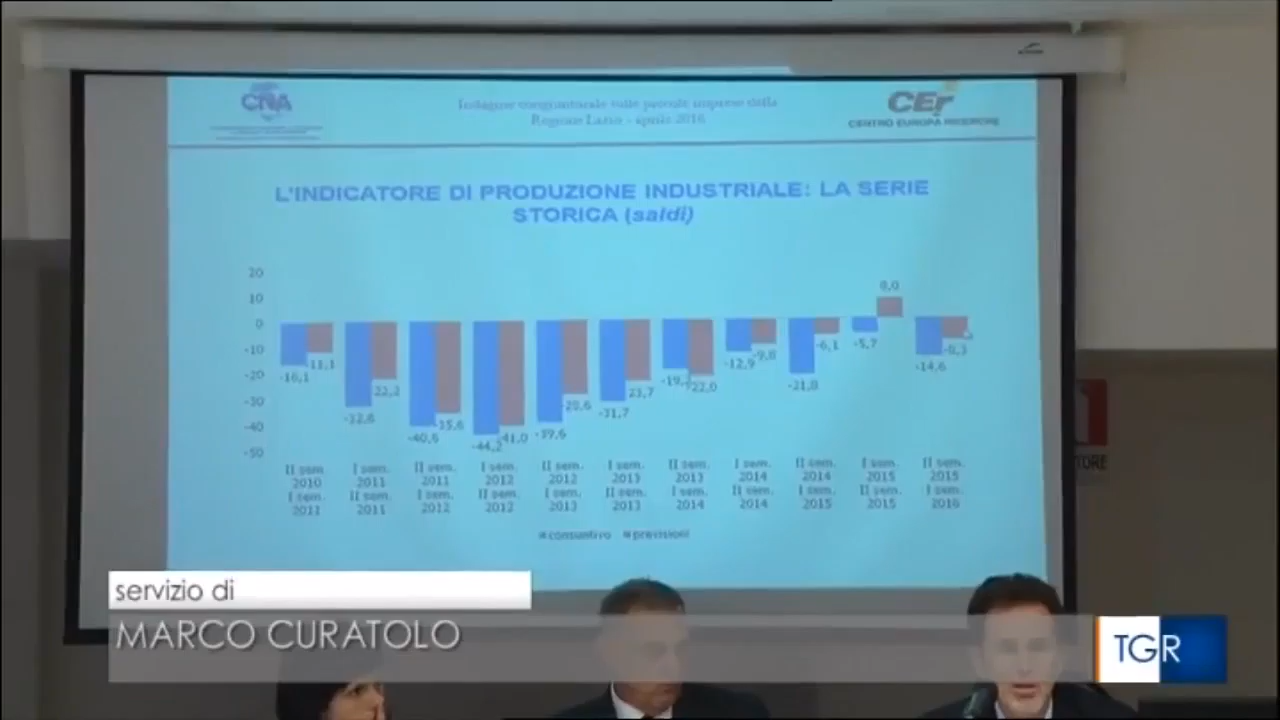 CNA
Indagine congiunturale sulle piccole imprese della
Regione Lazio - aprile 2016
CER
CENTRO EUROPA RICERCHE
L'INDICATORE DI PRODUZIONE INDUSTRIALE: LA SERIE
STORICA (saldi)
20
10
0
-10
-20
-30
-40
-50
8,0
-16,1 -11,1 -32,6 -22,2 -40,6 -35,6 -44,2 -41,0 -39,6 -28,6 -31,7 -23,7 -22,0 -12,9 -9,8 -21,8 -6,1 -5,7 -14,6 -8,3
II sem. I sem. II sem. I sem. II sem. I sem. II sem. I sem. II sem. I sem. II sem.
2010 2011 2011 2012 2012 2013 2013 2014 2014 2015 2015
I sem. II sem. I sem. II sem. I sem. II sem. I sem. II sem. I sem. II sem. I sem.
2011 2011 2012 2012 2013 2013 2014 2014 2015 2015 2016
consuntivo previsioni
TORE
servizio di
MARCO CURATOLO
TGR